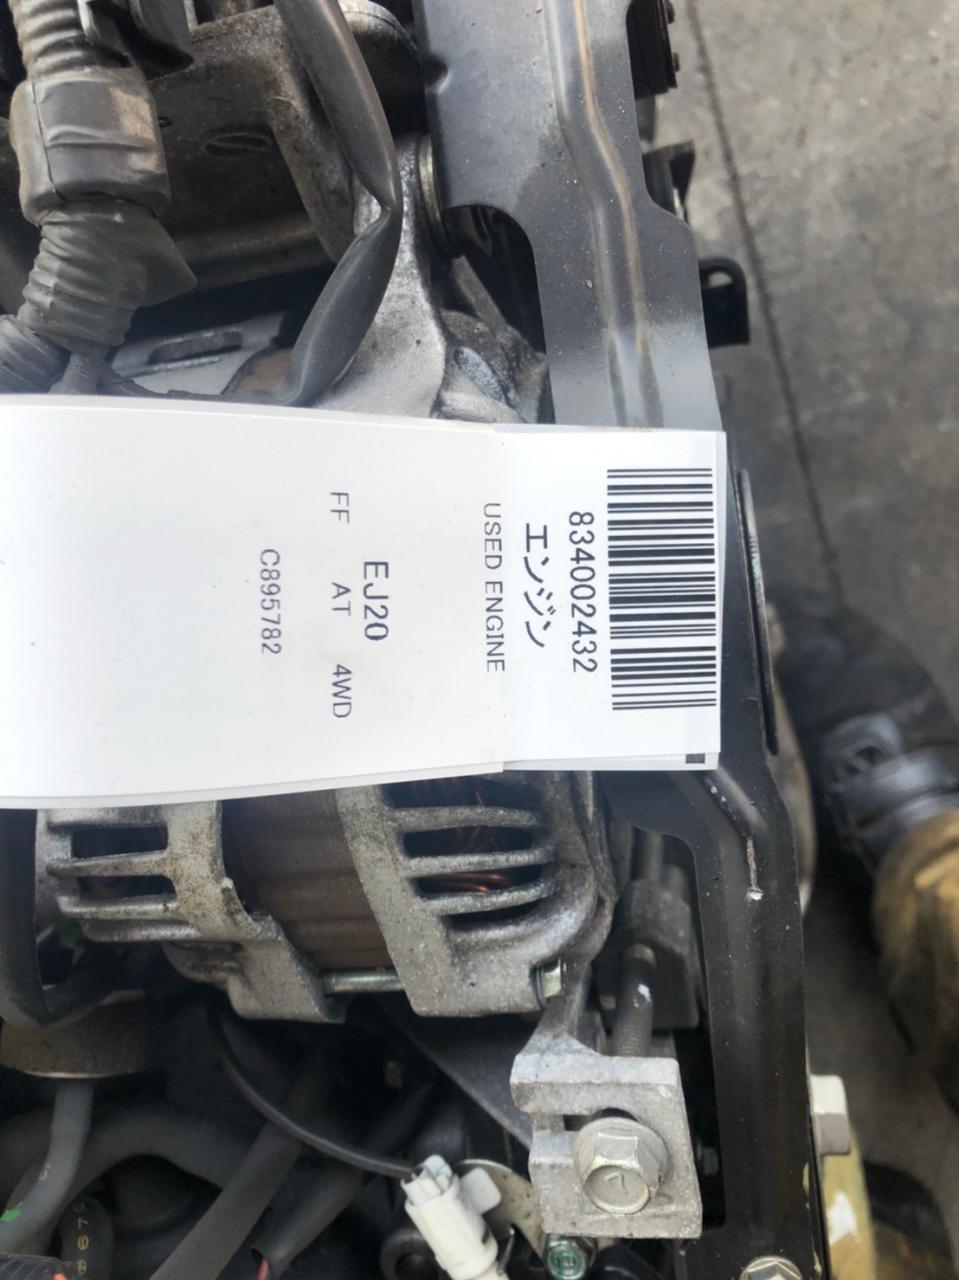 834002432
エンジン
USED ENGINE
EJ20
FF AT 4WD
C895782